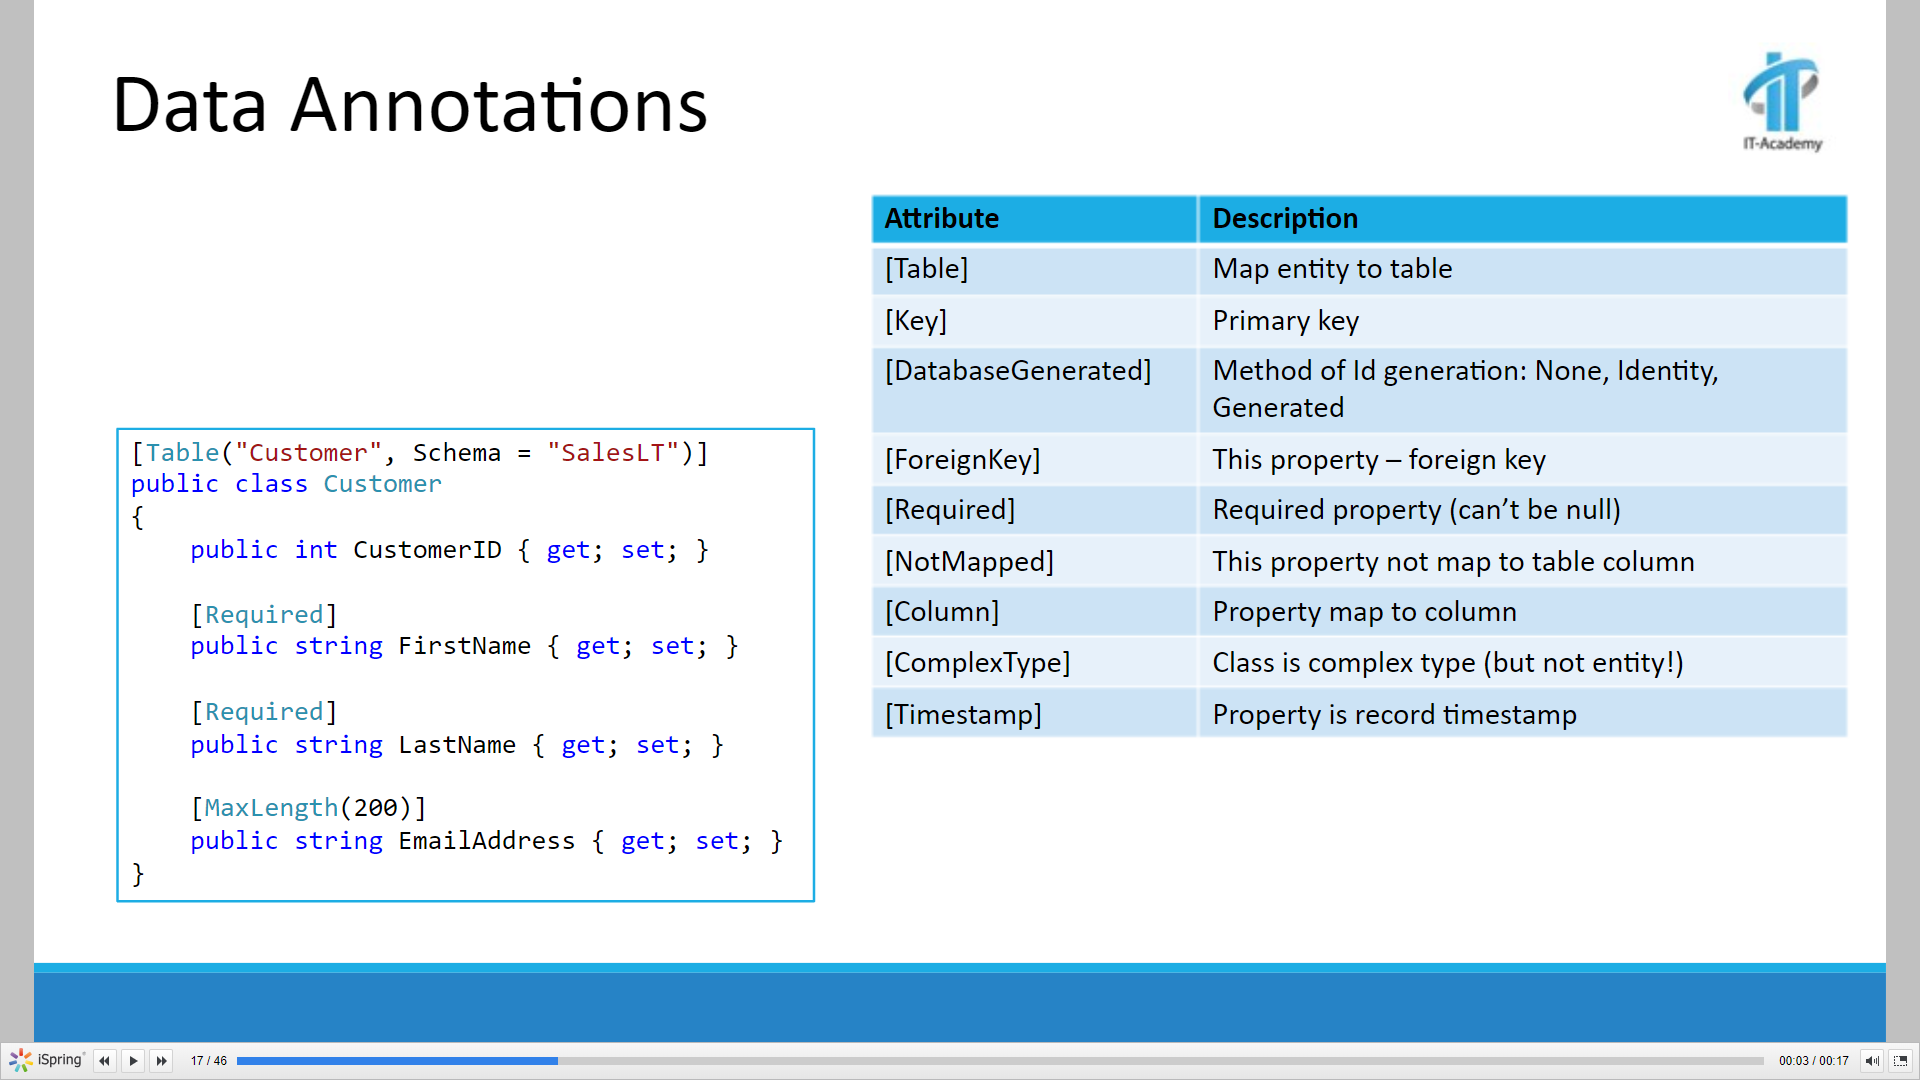 Data Annotations
IT-Academy
[Table("Customer", Schema = "SalesLT")]
public class Customer
{
    public int CustomerID { get; set; }
    [Required]
    public string FirstName { get; set; }
    [Required]
    public string LastName { get; set; }
    [MaxLength(200)]
    public string EmailAddress { get; set; }
}
Attribute Description
[Table] Map entity to table
[Key] Primary key
[DatabaseGenerated] Method of Id generation: None, Identity,
Generated
[ForeignKey] This property – foreign key
[Required] Required property (can’t be null)
[NotMapped] This property not map to table column
[Column] Property map to column
[ComplexType] Class is complex type (but not entity!)
[Timestamp] Property is record timestamp
iSpring 17 / 46 00:03 / 00:17